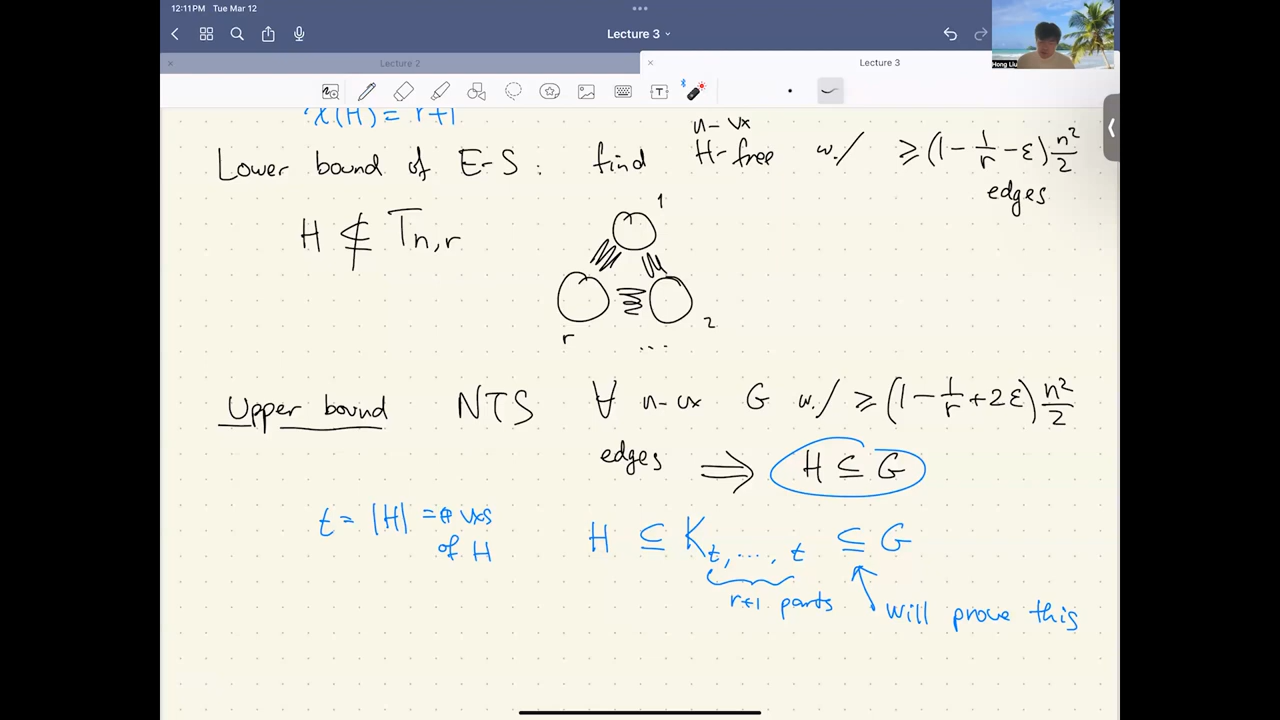 12:11PM Tue Mar 12
Lecture 3
Hong Liu
Lecture 2
Lecture 3
χ(H) = r+1
n-vx
Lower bound of E-S : find H-free w./ ≥ (1 - 1/r - ε) n²/2
edges
H ⊄ Tn,r
1
r
2
...
Upper bound NTS ∀ n-vx G w./ ≥ (1 - 1/r + 2ε) n²/2
edges ⟹ H ⊆ G
t = |H| = # vxs
of H
H ⊆ K t, ..., t ⊆ G
r+1 parts
will prove this